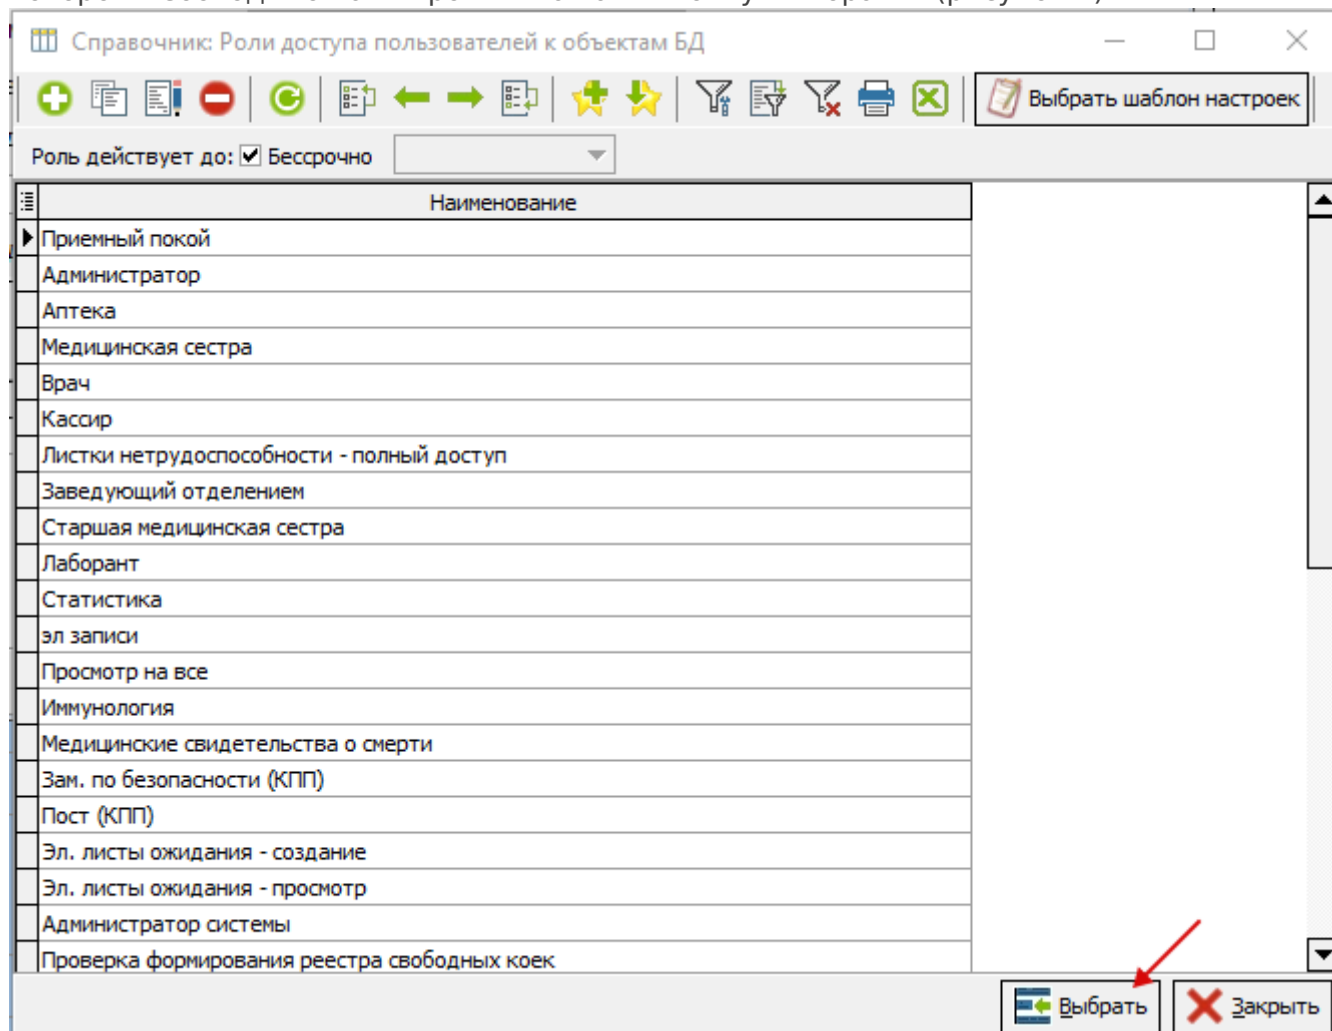 Справочник: Роли доступа пользователей к объектам БД
Выбрать шаблон настроек
Роль действует до: Бессрочно
Наименование
Приемный покой
Администратор
Аптека
Медицинская сестра
Врач
Кассир
Листки нетрудоспособности - полный доступ
Заведующий отделением
Старшая медицинская сестра
Лаборант
Статистика
эл записи
Просмотр на все
Иммунология
Медицинские свидетельства о смерти
Зам. по безопасности (КПП)
Пост (КПП)
Эл. листы ожидания - создание
Эл. листы ожидания - просмотр
Администратор системы
Проверка формирования реестра свободных коек
Выбрать Закрыть